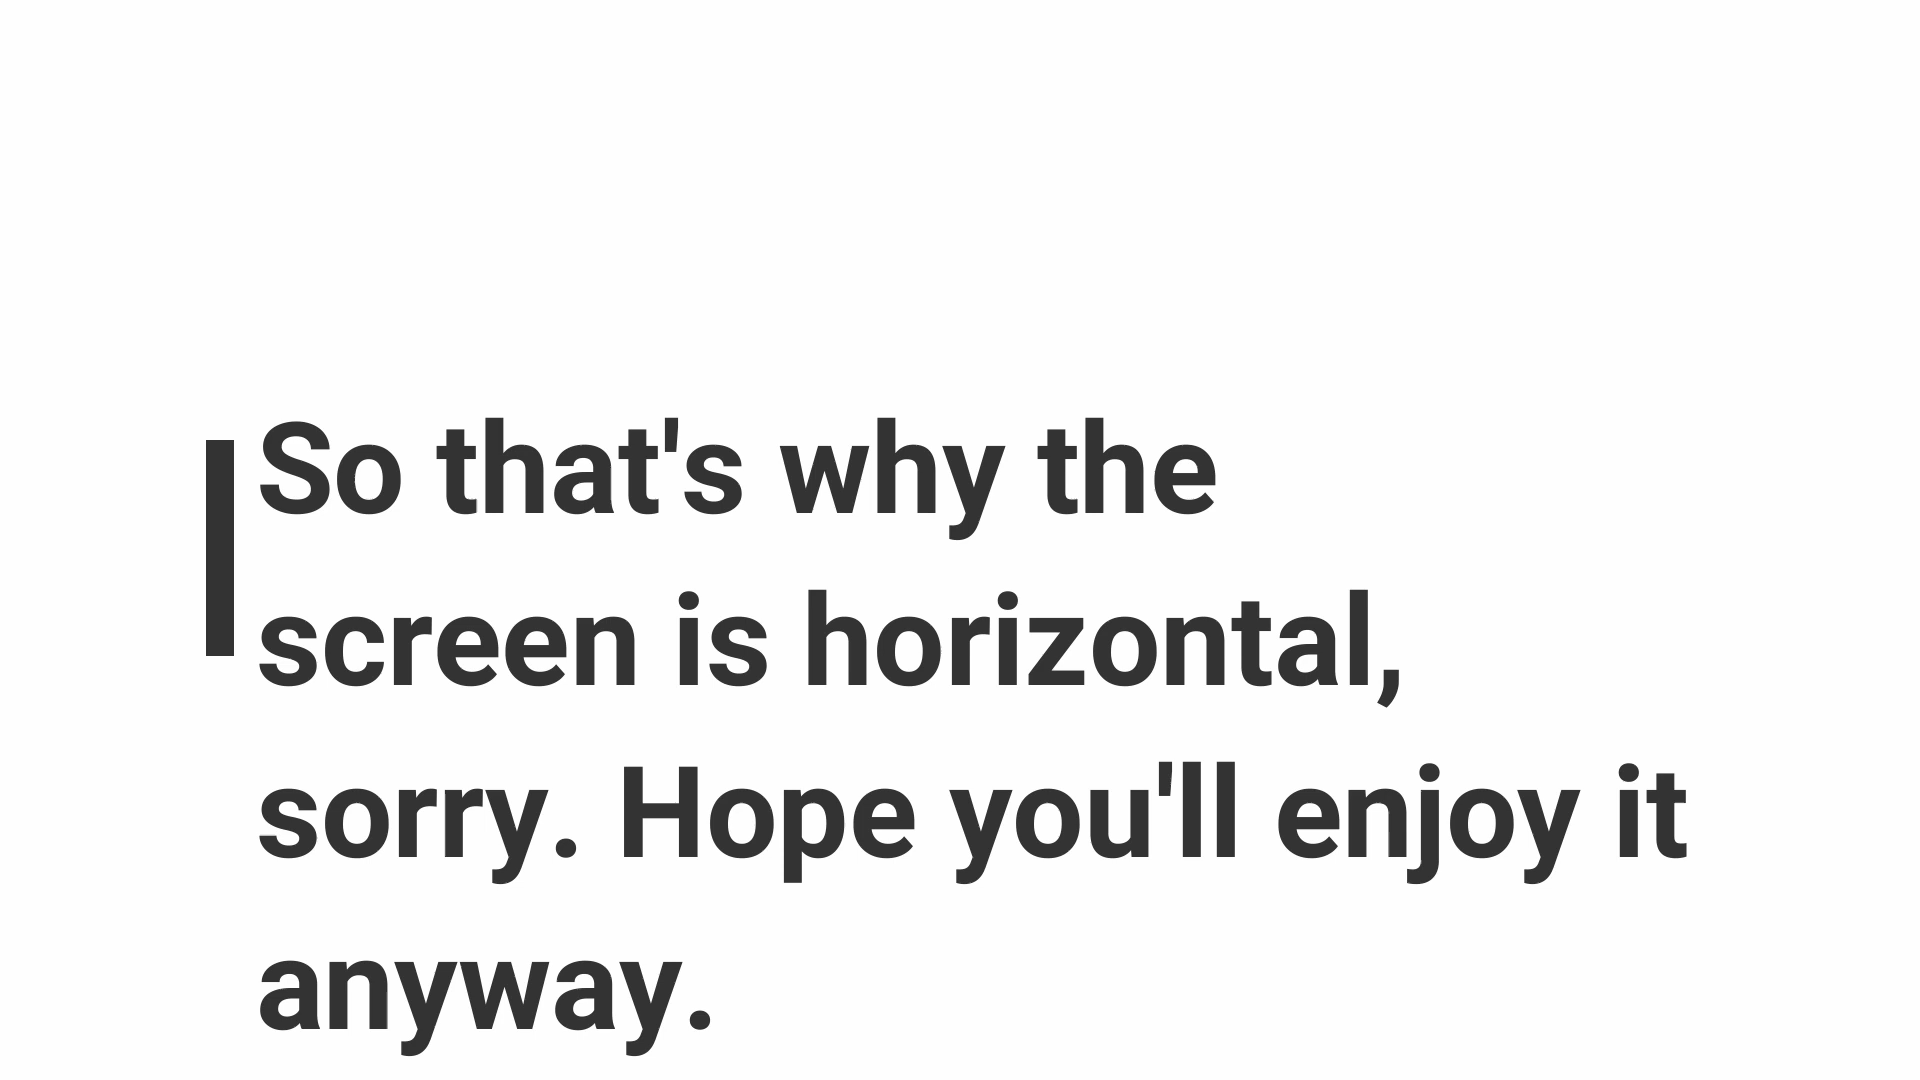 So that's why the
screen is horizontal,
sorry. Hope you'll enjoy it
anyway.